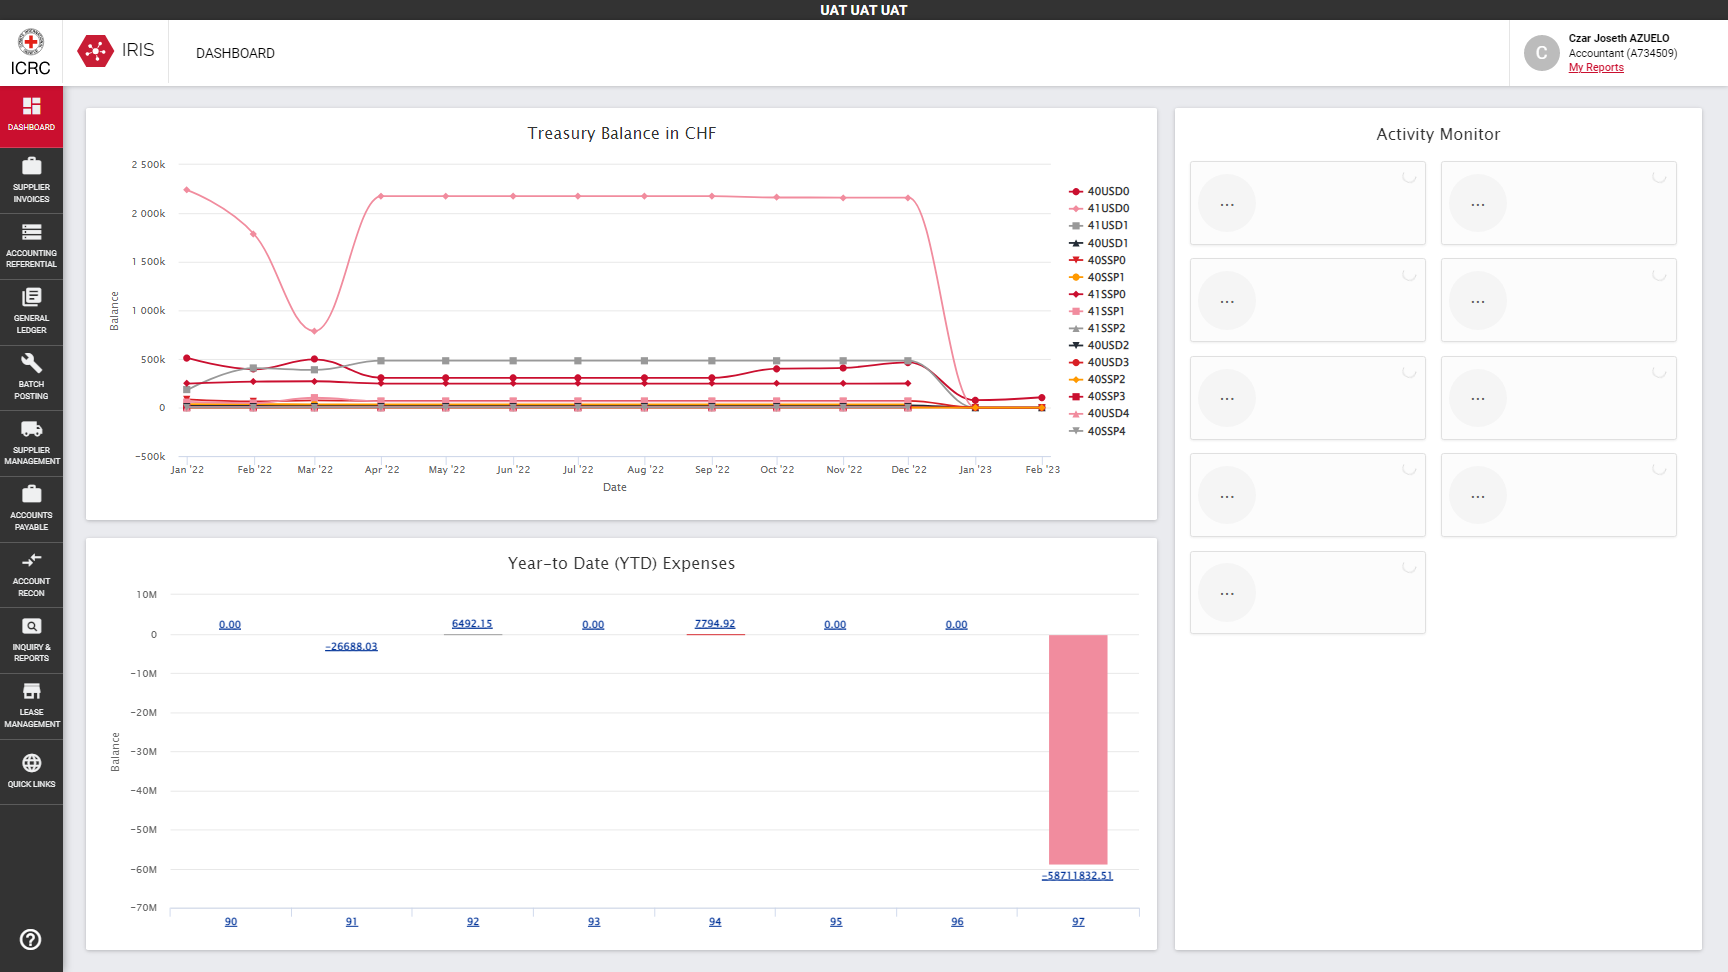 UAT UAT UAT
ICRC
IRIS
DASHBOARD
C
Czar Joseth AZUELO
Accountant (A734509)
My Reports
DASHBOARD
SUPPLIER
INVOICES
ACCOUNTING
REFERENTIAL
GENERAL
LEDGER
BATCH
POSTING
SUPPLIER
MANAGEMENT
ACCOUNTS
PAYABLE
ACCOUNT
RECON
INQUIRY &
REPORTS
LEASE
MANAGEMENT
QUICK LINKS
Treasury Balance in CHF
2 500k
2 000k
1 500k
1 000k
500k
0
−500k
Balance
Jan '22 Feb '22 Mar '22 Apr '22 May '22 Jun '22 Jul '22 Aug '22 Sep '22 Oct '22 Nov '22 Dec '22 Jan '23 Feb '23
Date
40USD0
41USD0
41USD1
40USD1
40SSP0
40SSP1
41SSP0
41SSP1
41SSP2
40USD2
40USD3
40SSP2
40SSP3
40USD4
40SSP4
Year-to Date (YTD) Expenses
10M
0
−10M
−20M
−30M
−40M
−50M
−60M
−70M
Balance
0.00 −26688.03 6492.15 0.00 7794.92 0.00 0.00 −58711832.51
90 91 92 93 94 95 96 97
Activity Monitor
... ...
... ...
... ...
... ...
...